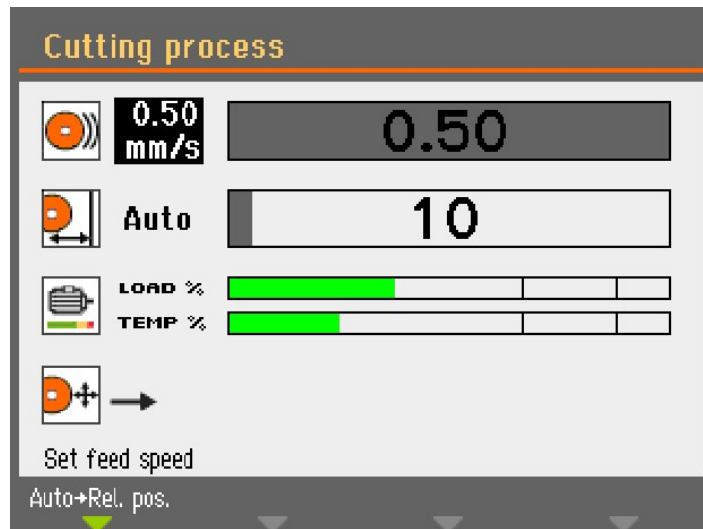 Cutting process
0.50
mm/s
0.50
Auto
10
LOAD %
TEMP %
Set feed speed
Auto→Rel. pos.